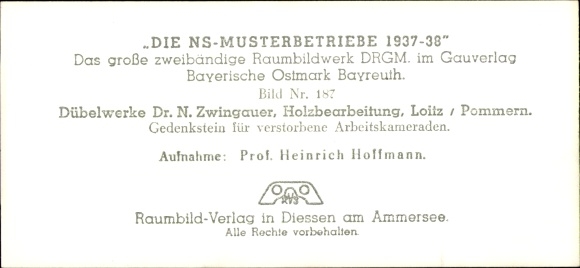 „DIE NS-MUSTERBETRIEBE 1937-38"
Das große zweibändige Raumbildwerk DRGM. im Gauverlag
Bayerische Ostmark Bayreuth.
Bild Nr. 187
Dübelwerke Dr. N. Zwingauer, Holzbearbeitung, Loitz / Pommern.
Gedenkstein für verstorbene Arbeitskameraden.
Aufnahme: Prof. Heinrich Hoffmann.
Raumbild-Verlag in Diessen am Ammersee.
Alle Rechte vorbehalten.